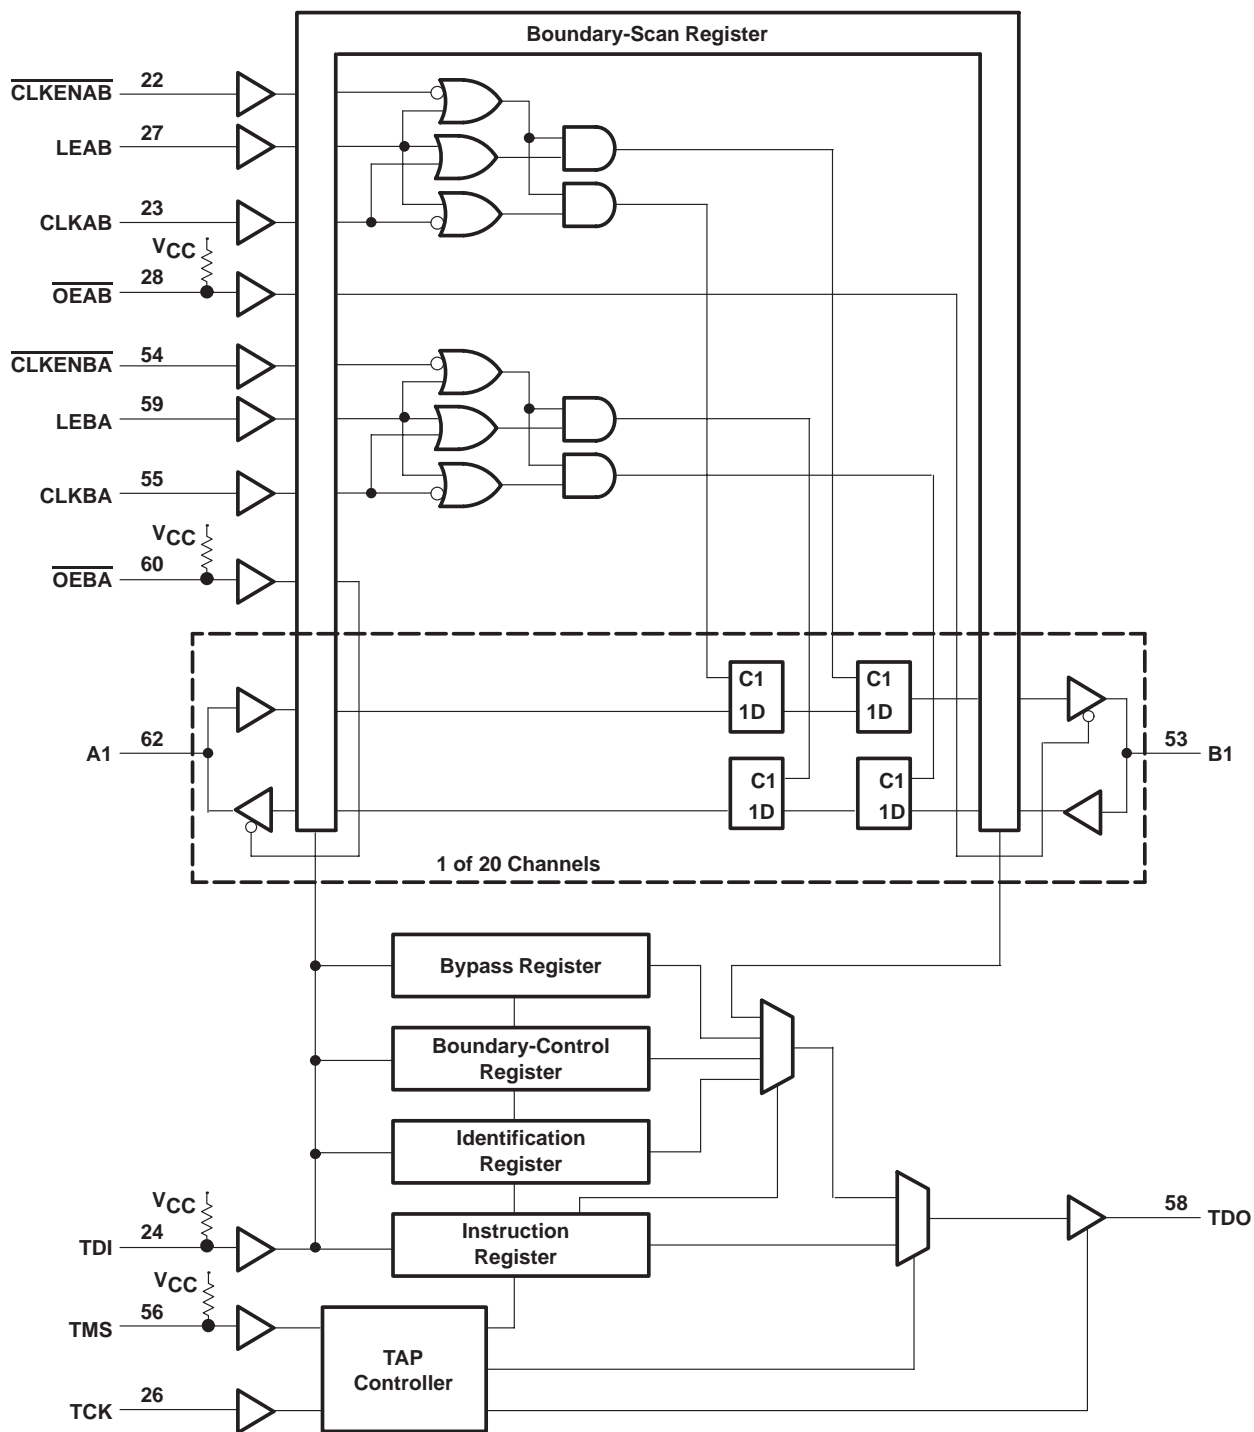 Boundary-Scan Register
CLKENAB 22
LEAB 27
CLKAB 23
VCC
OEAB 28
CLKENBA 54
LEBA 59
CLKBA 55
VCC
OEBA 60
C1
1D
C1
1D
A1 62
53 B1
C1
1D
C1
1D
1 of 20 Channels
Bypass Register
Boundary-Control
Register
Identification
Register
VCC
TDI 24
Instruction
Register
58 TDO
VCC
TMS 56
TAP
Controller
TCK 26